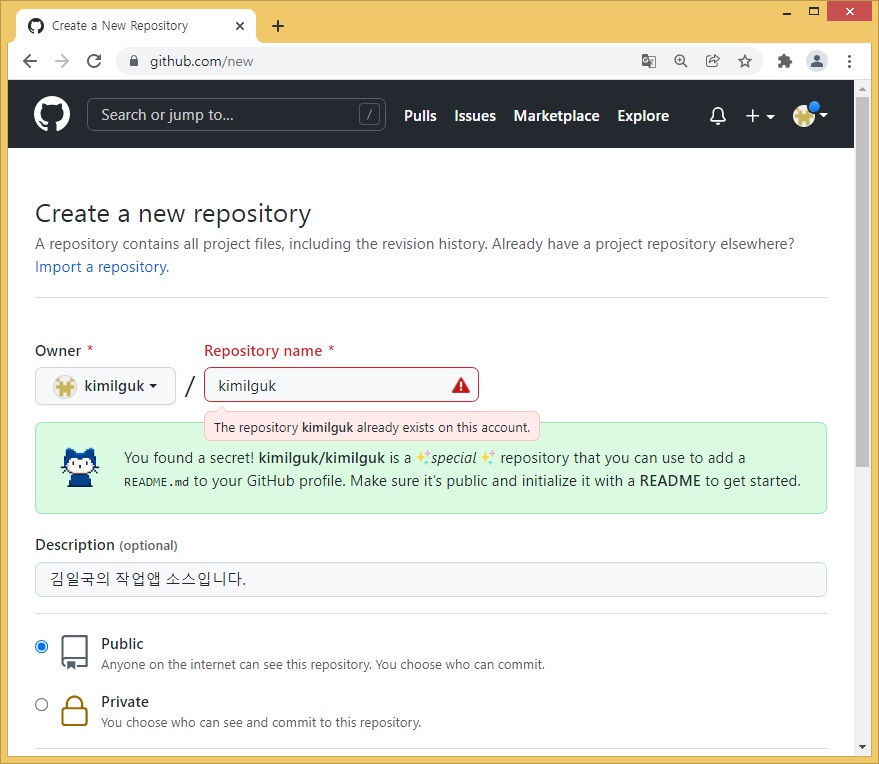 Create a New Repository
github.com/new
Search or jump to... /
Pulls Issues Marketplace Explore
Create a new repository
A repository contains all project files, including the revision history. Already have a project repository elsewhere?
Import a repository.
Owner * Repository name *
kimilguk / kimilguk
The repository kimilguk already exists on this account.
You found a secret! kimilguk/kimilguk is a ✨special ✨ repository that you can use to add a
README.md to your GitHub profile. Make sure it's public and initialize it with a README to get started.
Description (optional)
김일국의 작업앱 소스입니다.
Public
Anyone on the internet can see this repository. You choose who can commit.
Private
You choose who can see and commit to this repository.